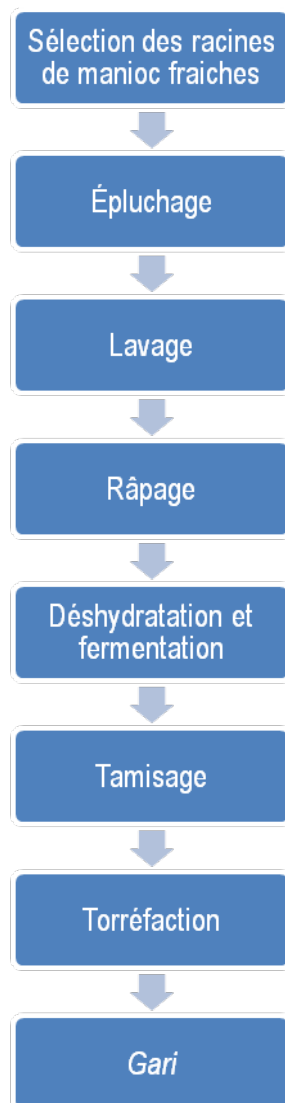 Sélection des racines
de manioc fraiches
Épluchage
Lavage
Râpage
Déshydratation et
fermentation
Tamisage
Torréfaction
Gari